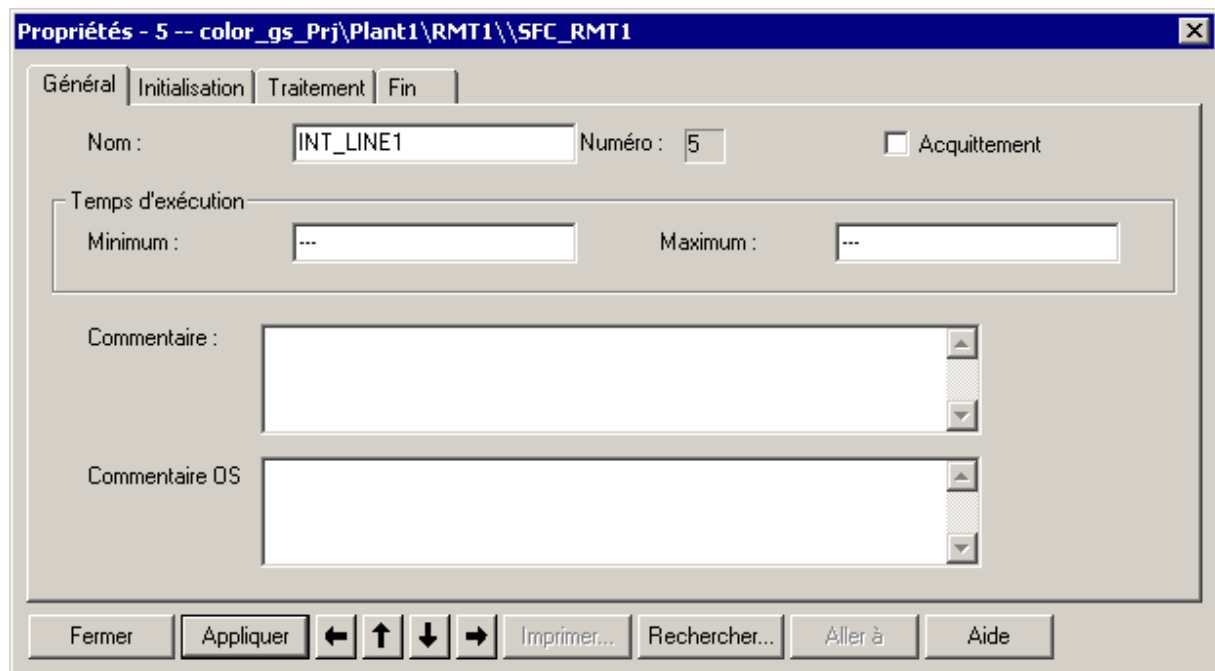 Propriétés - 5 -- color_gs_Prj\Plant1\RMT1\\SFC_RMT1
Général Initialisation Traitement Fin
Nom : INT_LINE1 Numéro : 5 Acquittement
Temps d'exécution
Minimum : --- Maximum : ---
Commentaire :
Commentaire OS
Fermer Appliquer Imprimer... Rechercher... Aller à Aide